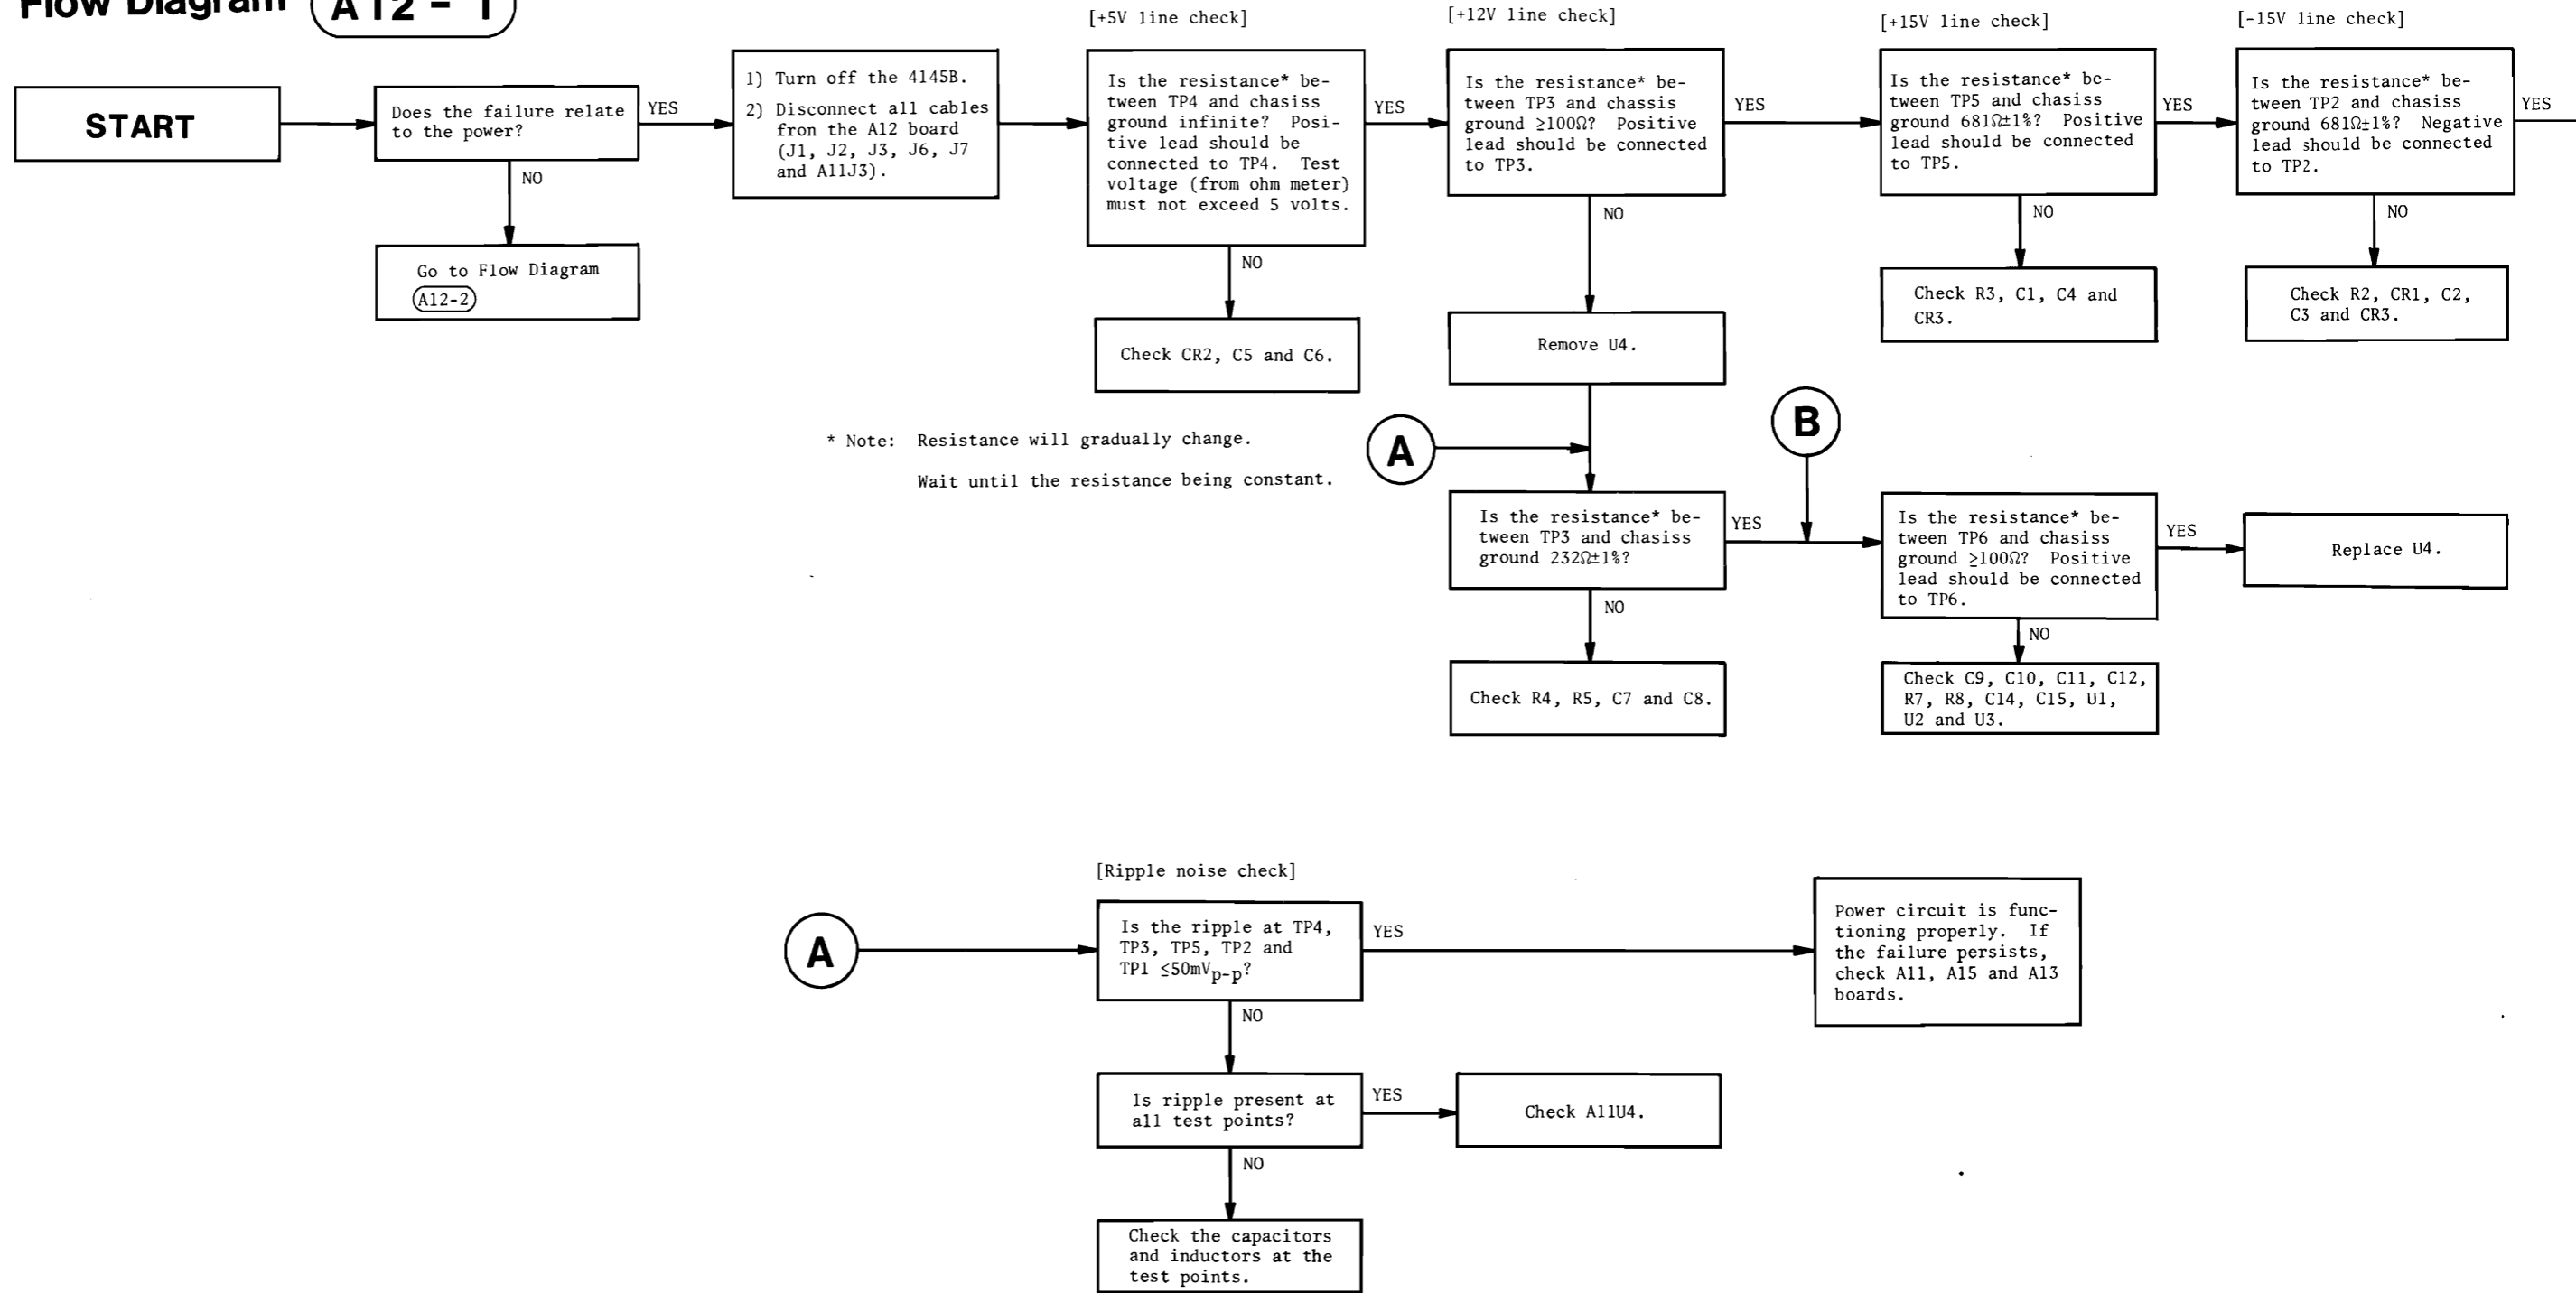 Flow Diagram A12 - 1
START
Does the failure relate
to the power?
YES
NO
Go to Flow Diagram
A12-2
1) Turn off the 4145B.
2) Disconnect all cables
fron the A12 board
(J1, J2, J3, J6, J7
and A11J3).
[+5V line check]
Is the resistance* be-
tween TP4 and chasiss
ground infinite? Posi-
tive lead should be
connected to TP4. Test
voltage (from ohm meter)
must not exceed 5 volts.
YES
NO
Check CR2, C5 and C6.
[+12V line check]
Is the resistance* be-
tween TP3 and chassis
ground ≥100Ω? Positive
lead should be connected
to TP3.
YES
NO
Remove U4.
[+15V line check]
Is the resistance* be-
tween TP5 and chasiss
ground 681Ω±1%? Positive
lead should be connected
to TP5.
YES
NO
Check R3, C1, C4 and
CR3.
[-15V line check]
Is the resistance* be-
tween TP2 and chasiss
ground 681Ω±1%? Negative
lead should be connected
to TP2.
YES
NO
Check R2, CR1, C2,
C3 and CR3.
* Note: Resistance will gradually change.
Wait until the resistance being constant.
A
B
Is the resistance* be-
tween TP3 and chasiss
ground 232Ω±1%?
YES
NO
Check R4, R5, C7 and C8.
Is the resistance* be-
tween TP6 and chasiss
ground ≥100Ω? Positive
lead should be connected
to TP6.
YES
Replace U4.
NO
Check C9, C10, C11, C12,
R7, R8, C14, C15, U1,
U2 and U3.
[Ripple noise check]
A
Is the ripple at TP4,
TP3, TP5, TP2 and
TP1 ≤50mVp-p?
YES
Power circuit is func-
tioning properly. If
the failure persists,
check A11, A15 and A13
boards.
NO
Is ripple present at
all test points?
YES
Check A11U4.
NO
Check the capacitors
and inductors at the
test points.